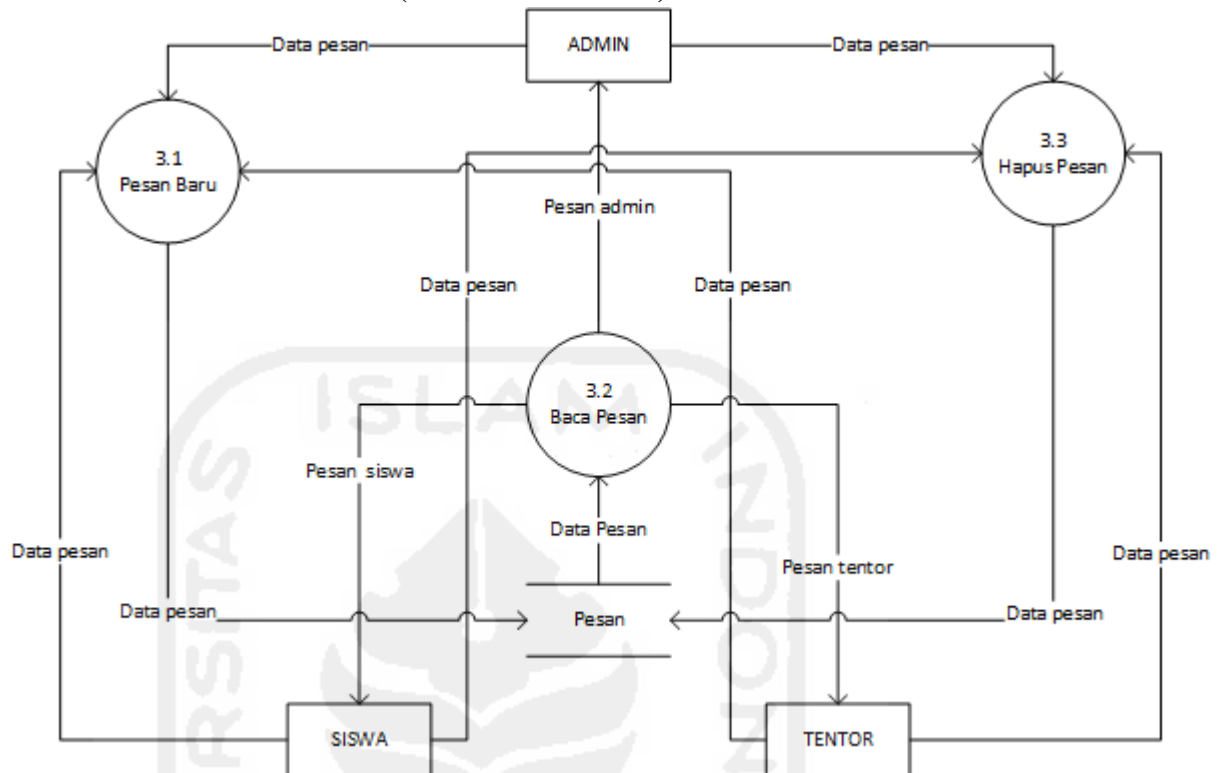 Data pesan
ADMIN
Data pesan
3.1
Pesan Baru
3.3
Hapus Pesan
Pesan admin
Data pesan
Data pesan
3.2
Baca Pesan
Pesan siswa
Data Pesan
Data pesan
Pesan tentor
Data pesan
Data pesan
Pesan
Data pesan
SISWA
TENTOR
ISLAM